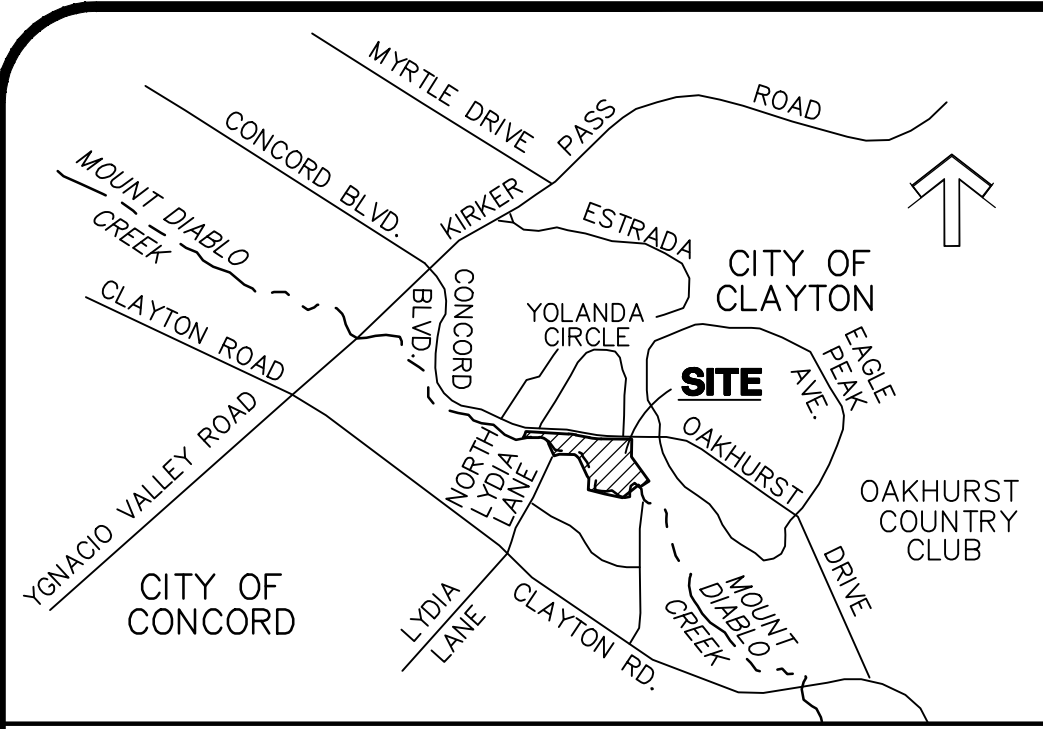 MYRTLE DRIVE
PASS
ROAD
CONCORD BLVD.
KIRKER
MOUNT DIABLO
CREEK
ESTRADA
CITY OF
CLAYTON
CLAYTON ROAD
CONCORD
BLVD.
YOLANDA
CIRCLE
EAGLE
PEAK
AVE.
SITE
OAKHURST
YGNACIO VALLEY ROAD
NORTH
LYDIA
LANE
OAKHURST
COUNTRY
CLUB
DRIVE
CITY OF
CONCORD
LYDIA
LANE
CLAYTON RD.
MOUNT
DIABLO
CREEK